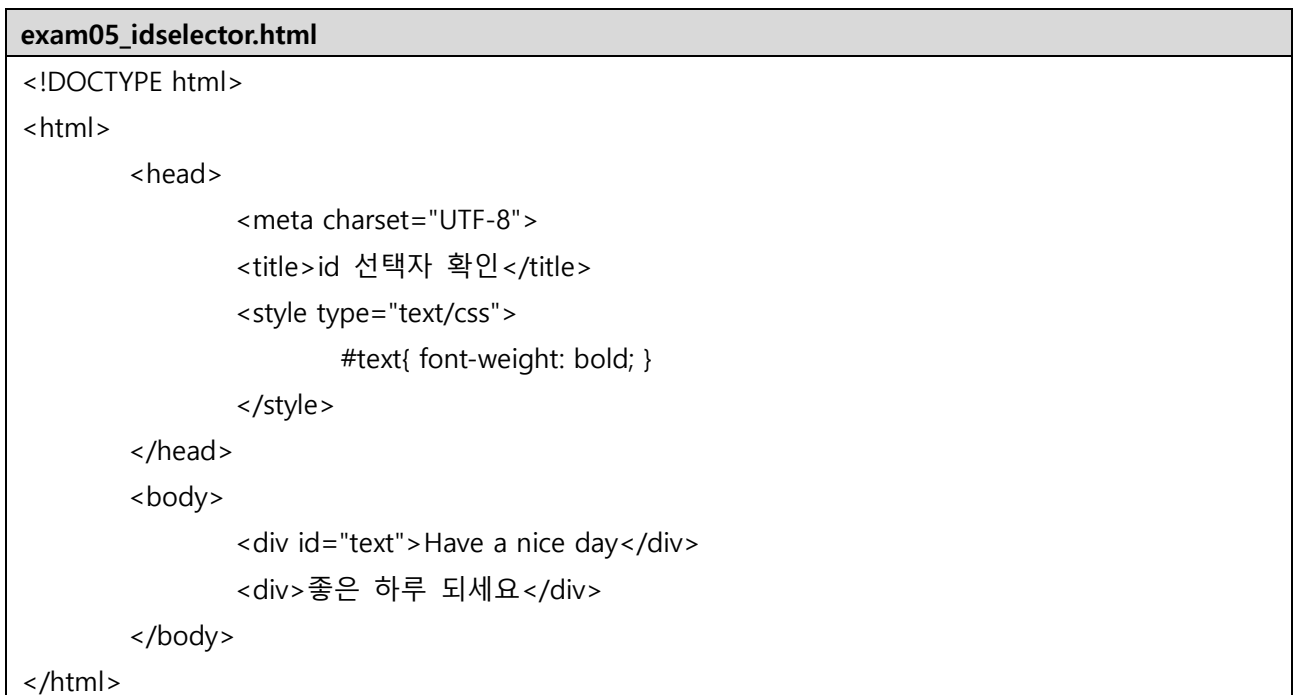 exam05_idselector.html
<!DOCTYPE html>
<html>
<head>
<meta charset="UTF-8">
<title>id 선택자 확인</title>
<style type="text/css">
#text{ font-weight: bold; }
</style>
</head>
<body>
<div id="text">Have a nice day</div>
<div>좋은 하루 되세요</div>
</body>
</html>